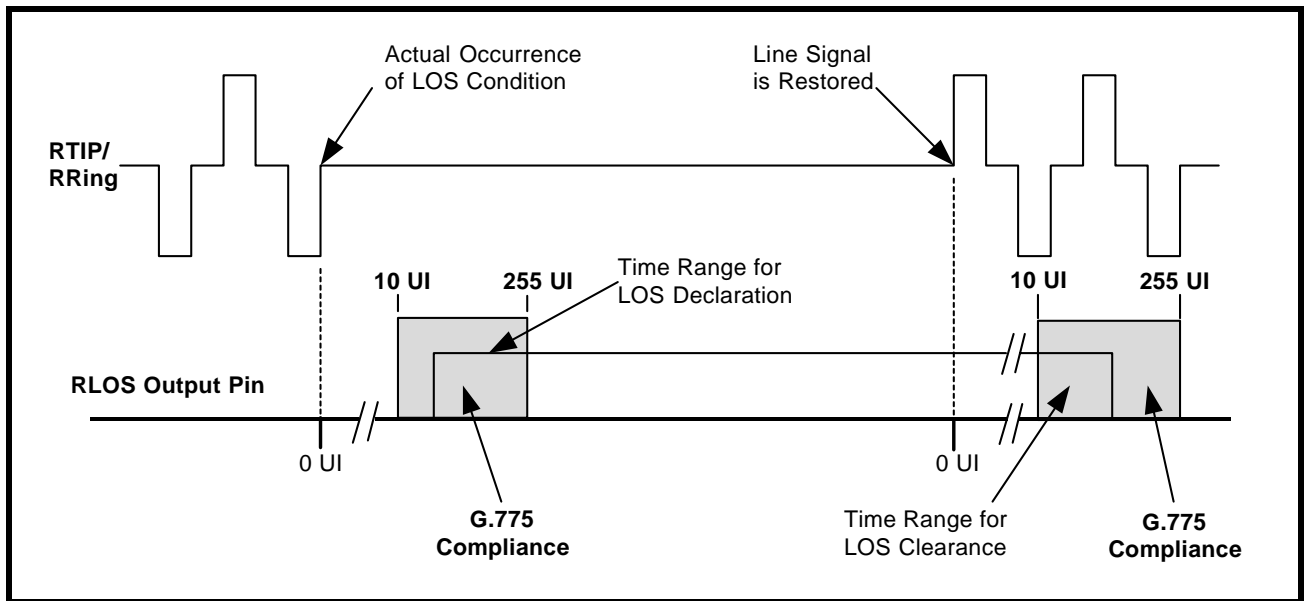 Actual Occurrence
of LOS Condition
Line Signal
is Restored
RTIP/
RRing
Time Range for
LOS Declaration
10 UI
255 UI
10 UI
255 UI
RLOS Output Pin
0 UI
0 UI
G.775
Compliance
Time Range for
LOS Clearance
G.775
Compliance